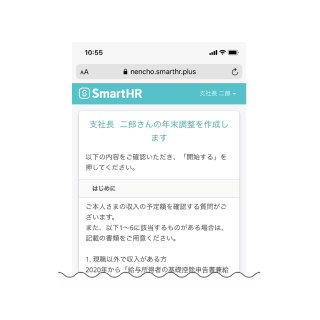 10:55
AA nencho.smarthr.plus
SmartHR 支社長 二郎
支社長 二郎さんの年末調整を作成し
ます
以下の内容をご確認いただき、「開始する」を
押してください。
はじめに
ご本人さまの収入の予定額を確認する質問がご
ざいます。
また、以下1〜6に該当するものがある場合は、
記載の書類をご用意ください。
1. 現職以外で収入がある方
2020年から「給与所得者の基礎控除申告書兼給